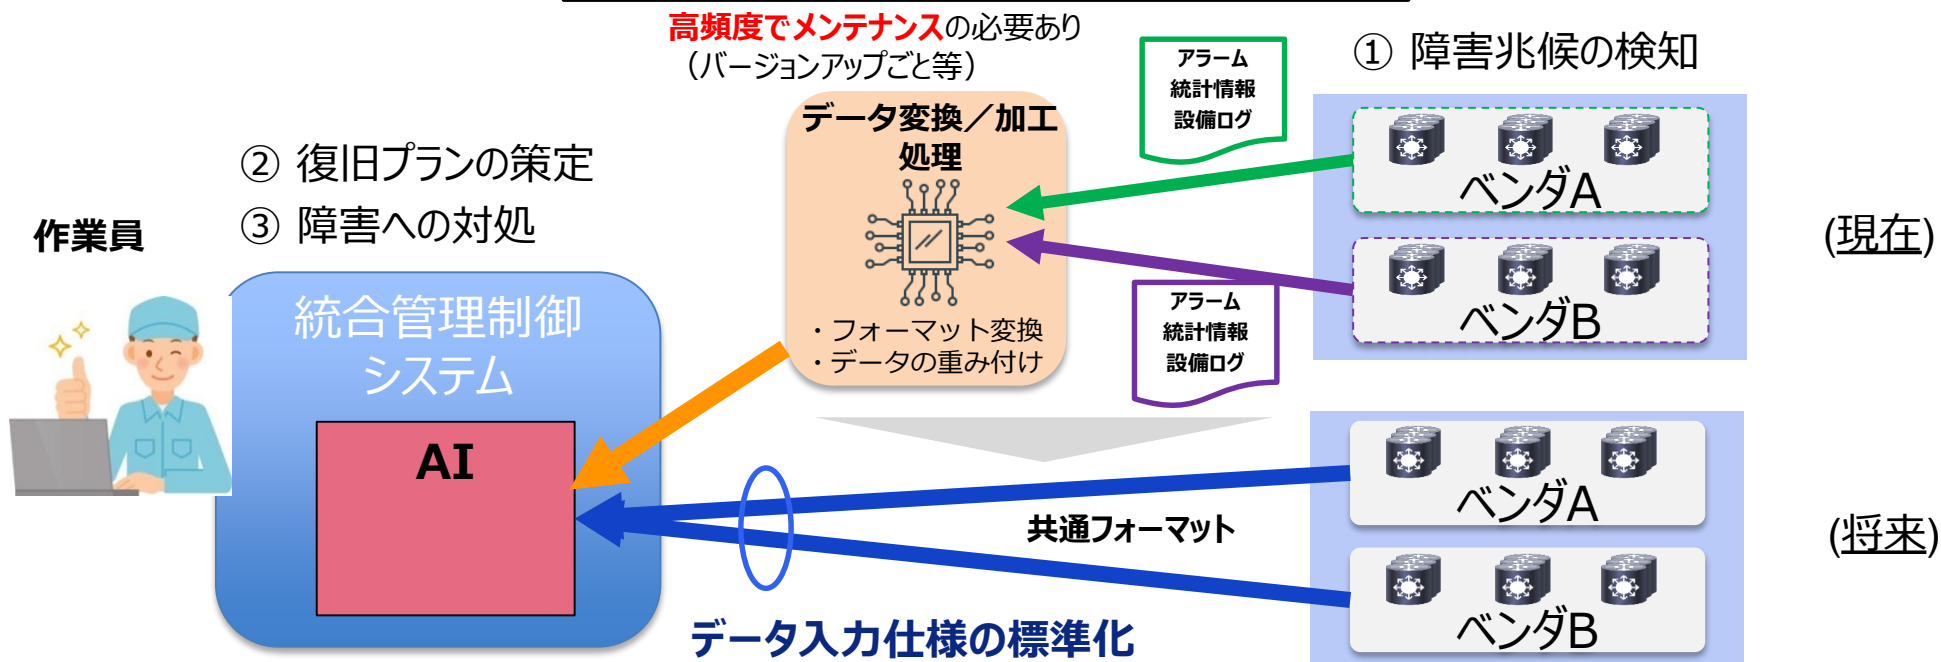 高頻度でメンテナンスの必要あり
（バージョンアップごと等）
① 障害兆候の検知
アラーム
統計情報
設備ログ
データ変換／加工
処理
② 復旧プランの策定
③ 障害への対処
作業員
ベンダA
(現在)
ベンダB
アラーム
統計情報
設備ログ
・フォーマット変換
・データの重み付け
統合管理制御
システム
AI
ベンダA
共通フォーマット
(将来)
ベンダB
データ入力仕様の標準化